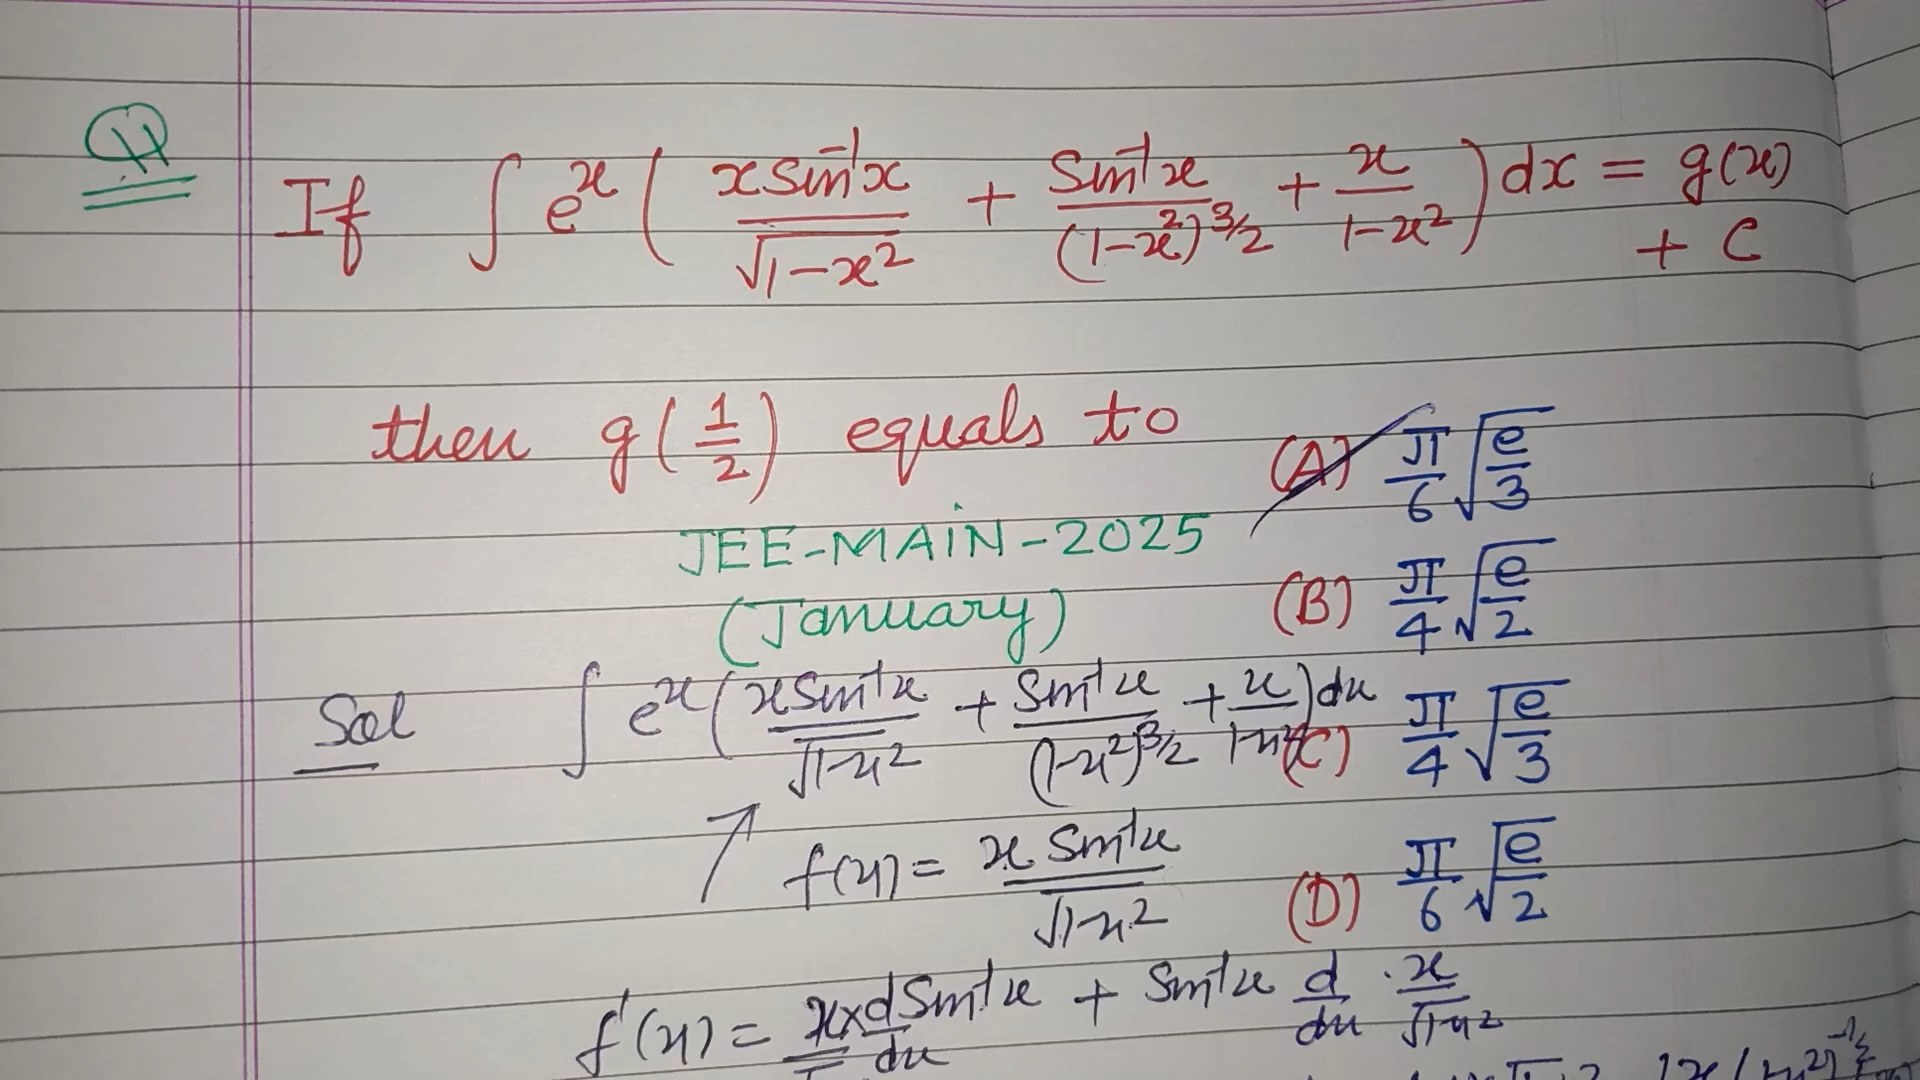 Q
If ∫ eˣ ( x sin⁻¹x / √(1-x²) + sin⁻¹x / (1-x²)^3/2 + x / (1-x²) ) dx = g(x) + C
then g(1/2) equals to
(A) π/6 √(e/3)
JEE-MAIN-2025
(January)
(B) π/4 √(e/2)
Sol ∫ eˣ ( x sin⁻¹x / √(1-x²) + sin⁻¹x / (1-x²)^3/2 + x / (1-x²) ) dx
(C) π/4 √(e/3)
f(x) = x sin⁻¹x / √(1-x²)
(D) π/6 √(e/2)
f'(x) = x × d/dx sin⁻¹x + sin⁻¹x d/dx · x / √(1-x²)